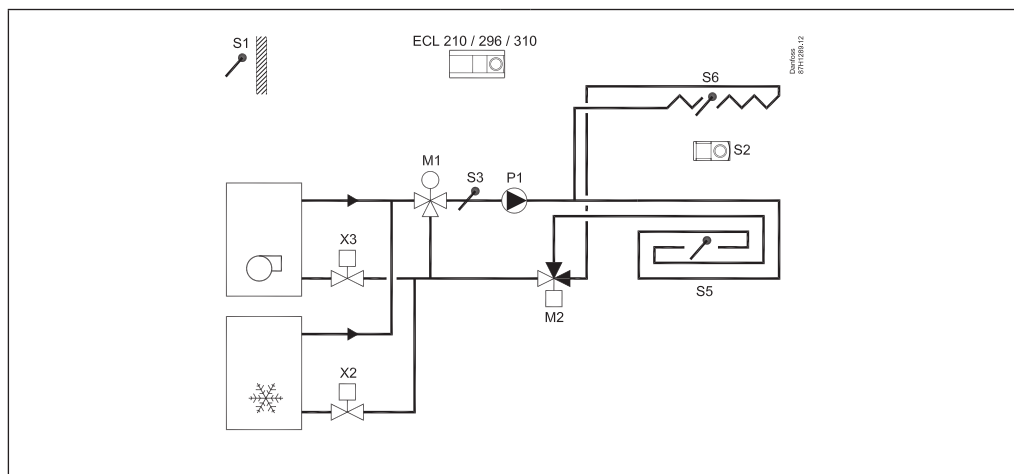 S1
ECL 210 / 296 / 310
Danfoss
87H1289.12
S6
S2
M1
S3
P1
X3
S5
M2
X2